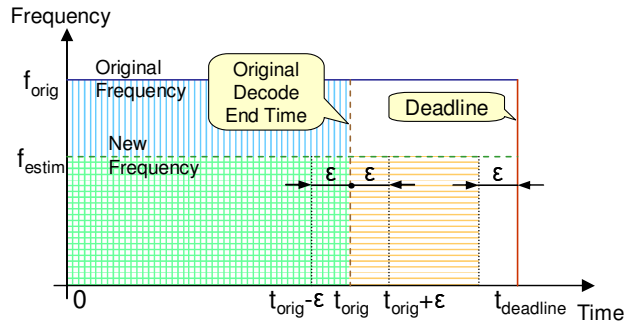 Frequency
f_orig
Original
Frequency
Original
Decode
End Time
Deadline
New
Frequency
f_estim
ε
ε
ε
0
t_orig-ε
t_orig
t_orig+ε
t_deadline
Time